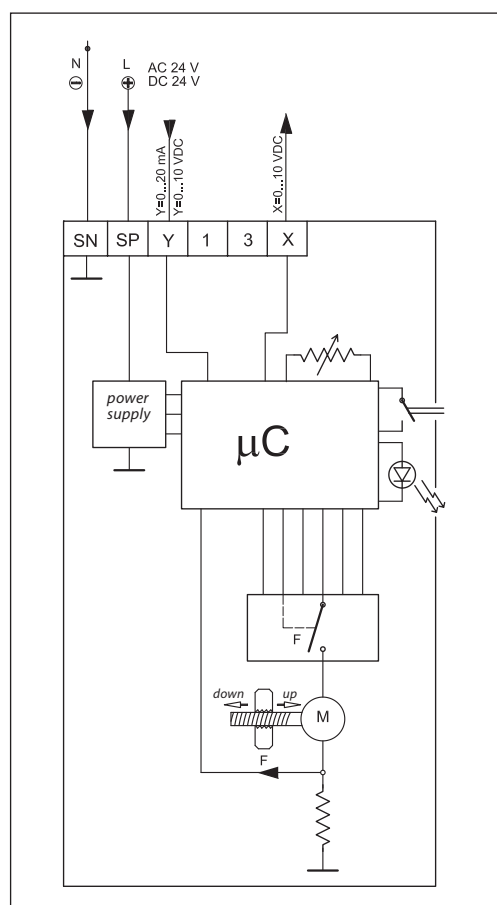 N
L
AC 24 V
DC 24 V
Y=0...20 mA
Y=0...10 VDC
X=0...10 VDC
SN SP Y 1 3 X
power
supply
µC
F
down up
M
F